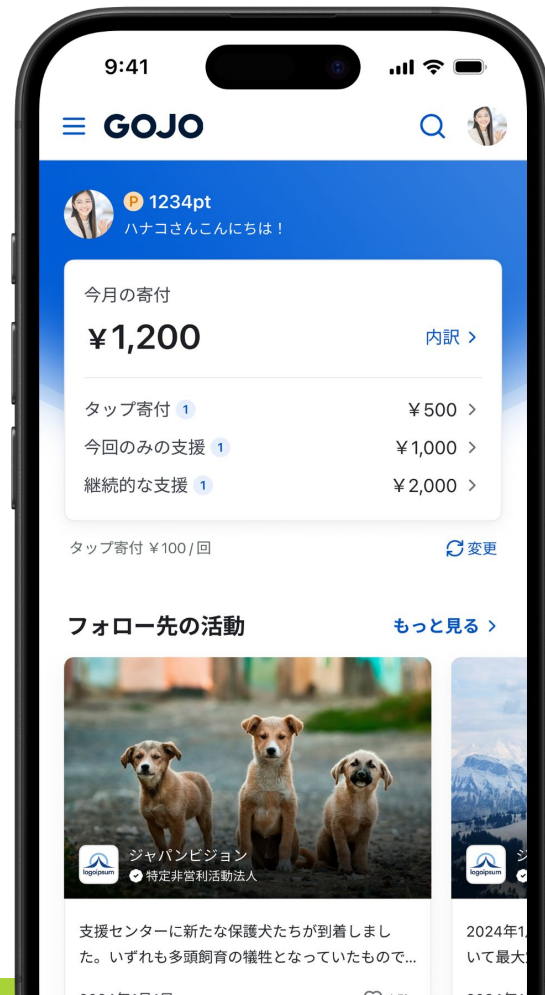 9:41
GOJO
P 1234pt
ハナコさんこんにちは！
今月の寄付
¥1,200
内訳
タップ寄付 1
¥500
今回のみの支援 1
¥1,000
継続的な支援 1
¥2,000
タップ寄付 ¥100/回
変更
フォロー先の活動
もっと見る
ジャパンビジョン
logoipsum
特定非営利活動法人
logoipsum
支援センターに新たな保護犬たちが到着しまし
た。いずれも多頭飼育の犠牲となっていたもので...
2024年1
いて最大